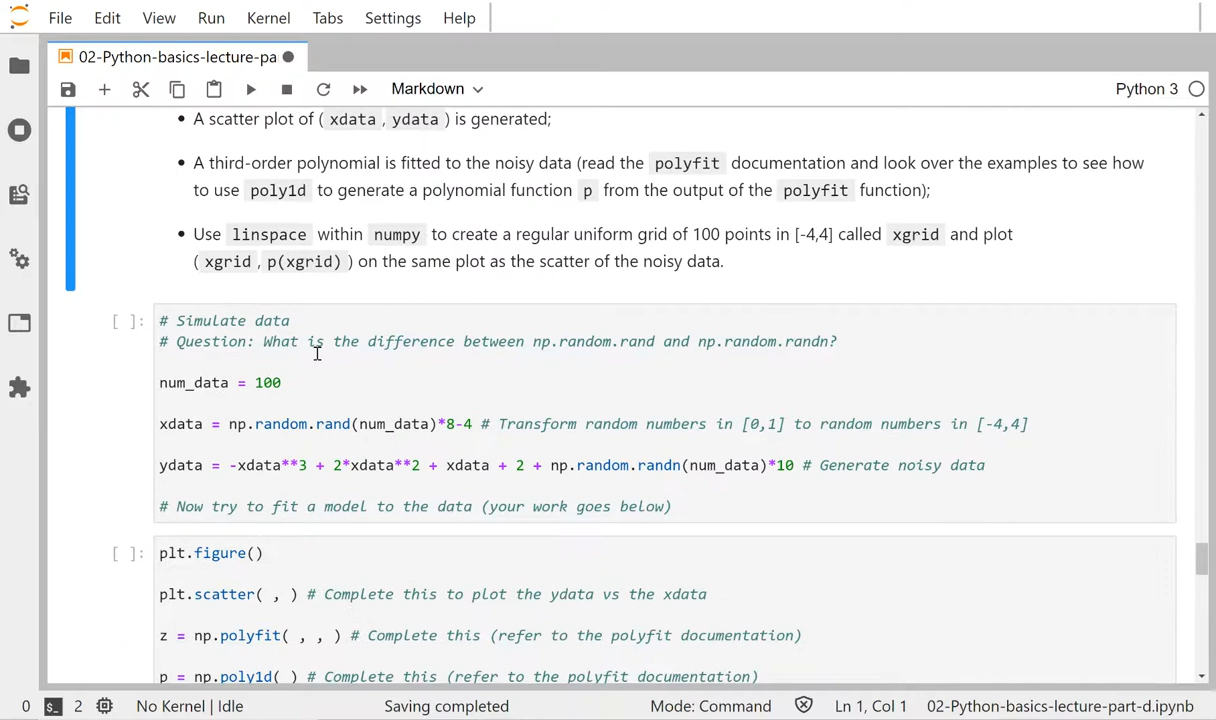 File Edit View Run Kernel Tabs Settings Help
02-Python-basics-lecture-pa
Markdown
Python 3
• A scatter plot of ( xdata , ydata ) is generated;
• A third-order polynomial is fitted to the noisy data (read the polyfit documentation and look over the examples to see how
to use poly1d to generate a polynomial function p from the output of the polyfit function);
• Use linspace within numpy to create a regular uniform grid of 100 points in [-4,4] called xgrid and plot
( xgrid , p(xgrid) ) on the same plot as the scatter of the noisy data.
[ ]: # Simulate data
# Question: What is the difference between np.random.rand and np.random.randn?
num_data = 100
xdata = np.random.rand(num_data)*8-4 # Transform random numbers in [0,1] to random numbers in [-4,4]
ydata = -xdata**3 + 2*xdata**2 + xdata + 2 + np.random.randn(num_data)*10 # Generate noisy data
# Now try to fit a model to the data (your work goes below)
[ ]: plt.figure()
plt.scatter( , ) # Complete this to plot the ydata vs the xdata
z = np.polyfit( , , ) # Complete this (refer to the polyfit documentation)
p = np.poly1d( ) # Complete this (refer to the polyfit documentation)
0 2 No Kernel | Idle Saving completed Mode: Command Ln 1, Col 1 02-Python-basics-lecture-part-d.ipynb